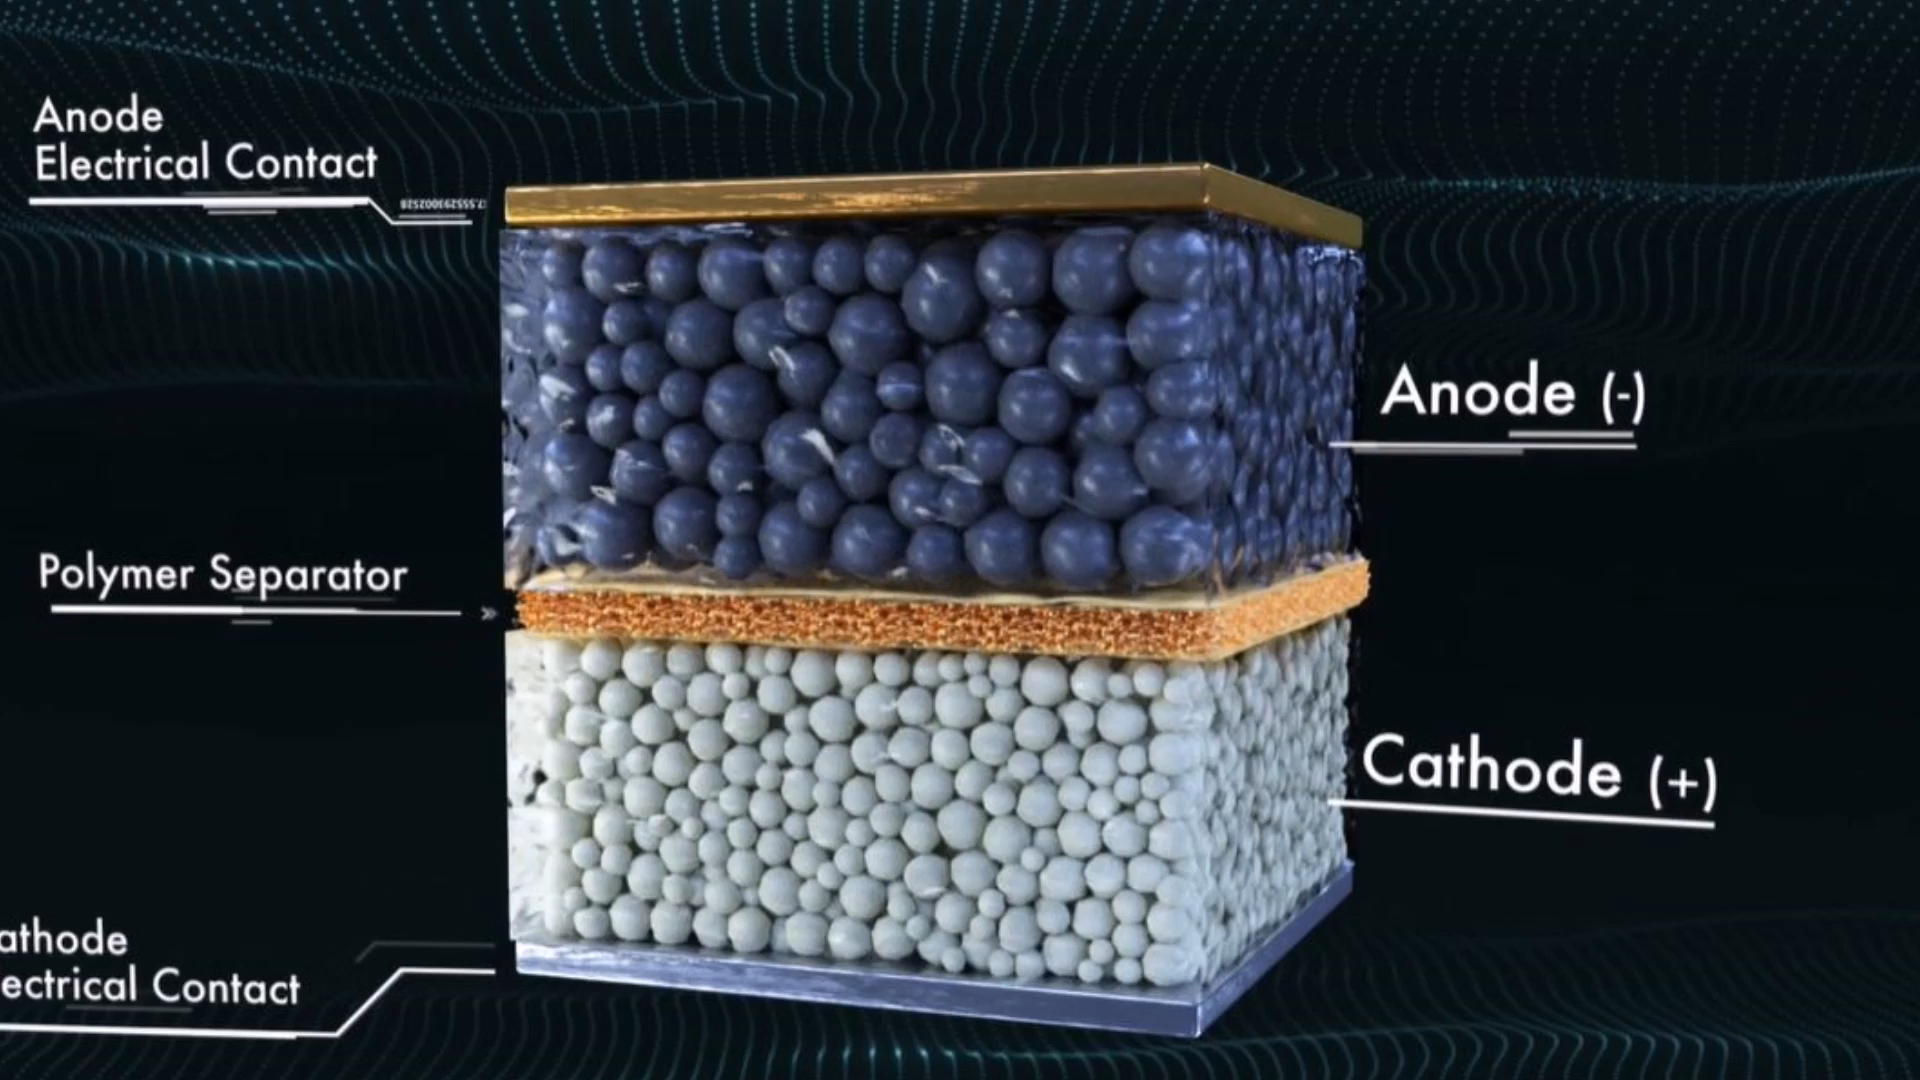 Anode
Electrical Contact
Anode (-)
Polymer Separator
Cathode (+)
athode
ectrical Contact